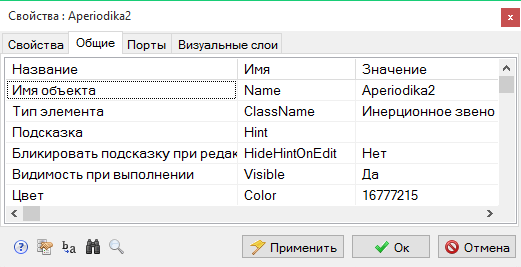 Свойства : Aperiodika2
x
Свойства Общие Порты Визуальные слои
Название Имя Значение
Имя объекта Name Aperiodika2
Тип элемента ClassName Инерционное звено
Подсказка Hint
Бликировать подсказку при редак HideHintOnEdit Нет
Видимость при выполнении Visible Да
Цвет Color 16777215
? b a Применить Ок Отмена